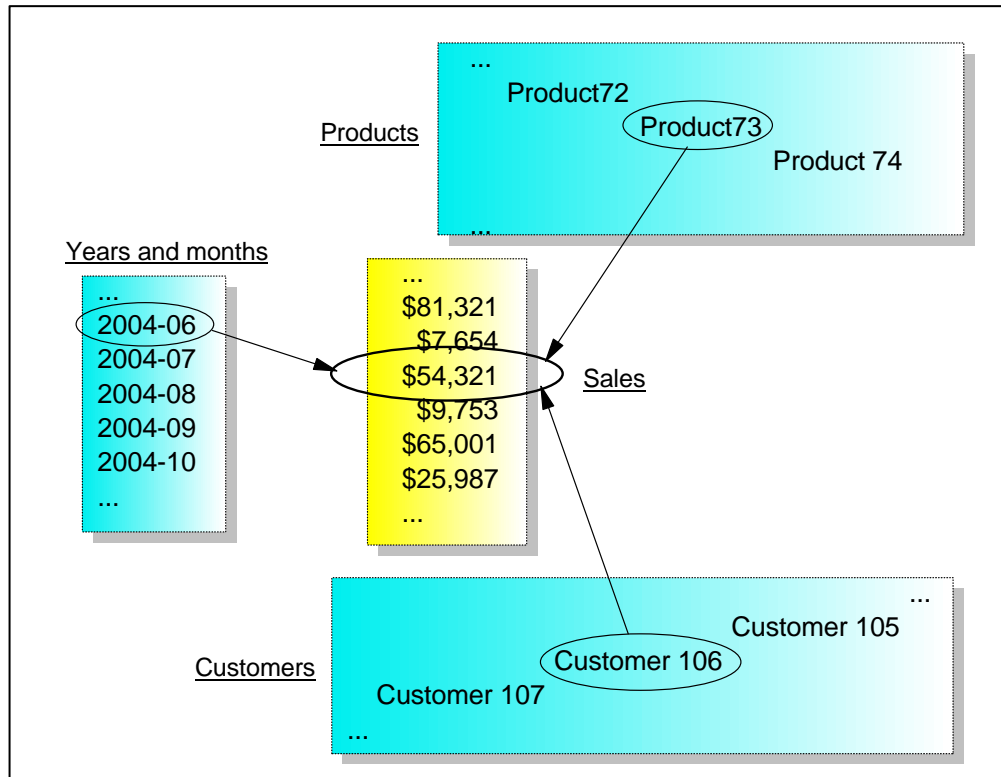 ...
Product72
Product73
Products
Product 74
...
Years and months
...
2004-06
2004-07
2004-08
2004-09
2004-10
...
...
$81,321
$7,654
$54,321
$9,753
$65,001
$25,987
...
Sales
...
Customer 105
Customer 106
Customers
Customer 107
...